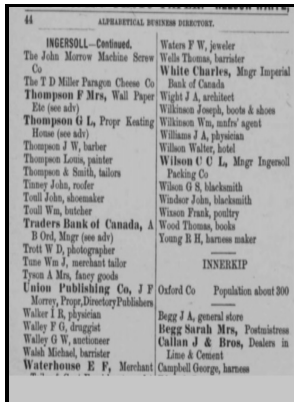 44
ALPHABETICAL BUSINESS DIRECTORY.
INGERSOLL—Continued.
The John Morrow Machine Screw
Co
The T D Miller Paragon Cheese Co
Thompson F Mrs, Wall Paper
Etc (see adv)
Thompson G L, Propr Keating
House (see adv)
Thompson J W, barber
Thompson Louis, painter
Thompson & Smith, tailors
Tinney John, roofer
Toull John, shoemaker
Toull Wm, butcher
Traders Bank of Canada, A
B Ord, Mngr (see adv)
Trott W D, photographer
Tune Wm J, merchant tailor
Tyson A Mrs, fancy goods
Union Publishing Co, J F
Morrey, Propr, Directory Publishers
Walker I R, physician
Walley F G, druggist
Walley G W, auctioneer
Walsh Michael, barrister
Waterhouse E F, Merchant
Waters F W, jeweler
Wells Thomas, barrister
White Charles, Mngr Imperial
Bank of Canada
Wight J A, architect
Wilkinson Joseph, boots & shoes
Wilkinson Wm, mnfrs' agent
Williams J A, physician
Willson Walter, hotel
Wilson U C L, Mngr Ingersoll
Packing Co
Wilson G S, blacksmith
Windsor John, blacksmith
Wixson Frank, poultry
Wood Thomas, books
Young R H, harness maker
INNERKIP
Oxford Co Population about 300
Begg J A, general store
Begg Sarah Mrs, Postmistress
Callan J & Bros, Dealers in
Lime & Cement
Campbell George, harness